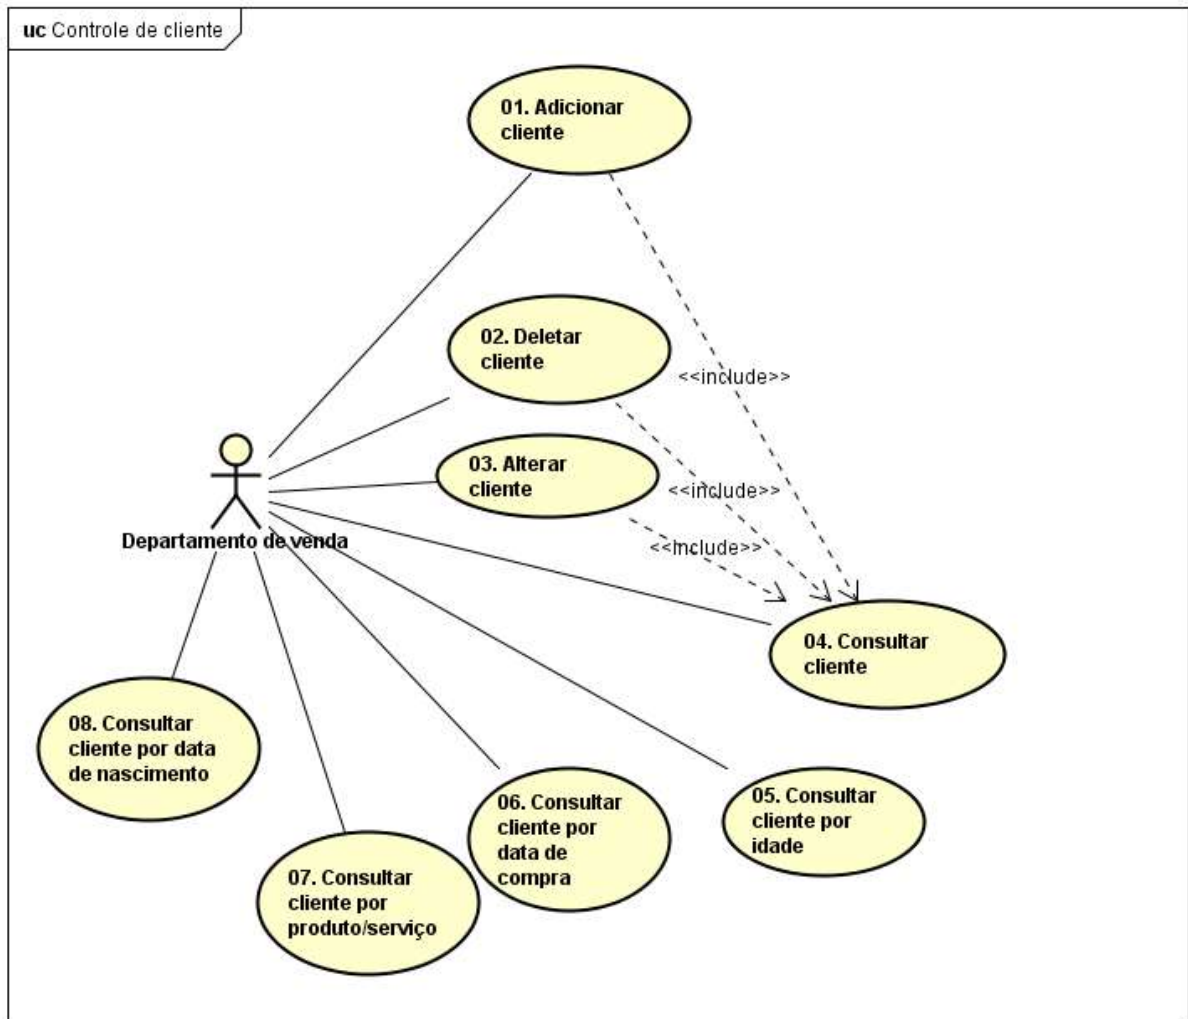 uc Controle de cliente
01. Adicionar
cliente
02. Deletar
cliente
<<include>>
03. Alterar
cliente
<<include>>
<<include>>
Departamento de venda
04. Consultar
cliente
08. Consultar
cliente por data
de nascimento
06. Consultar
cliente por
data de
compra
05. Consultar
cliente por
idade
07. Consultar
cliente por
produto/serviço